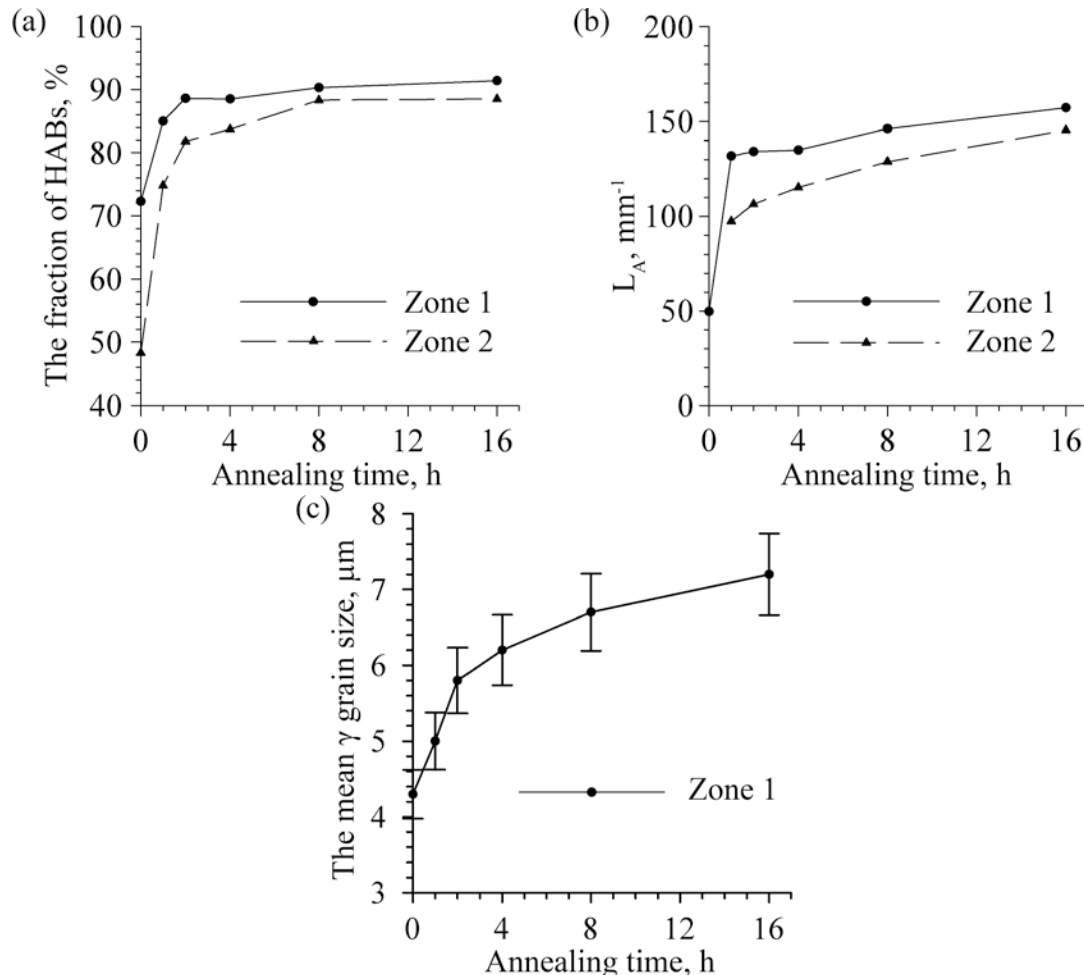 (a)
The fraction of HABs, %
100
90
80
70
60
50
40
0 4 8 12 16
Annealing time, h
Zone 1
Zone 2
(b)
L_A, mm⁻¹
200
150
100
50
0
0 4 8 12 16
Annealing time, h
Zone 1
Zone 2
(c)
The mean γ grain size, μm
8
7
6
5
4
3
0 4 8 12 16
Annealing time, h
Zone 1